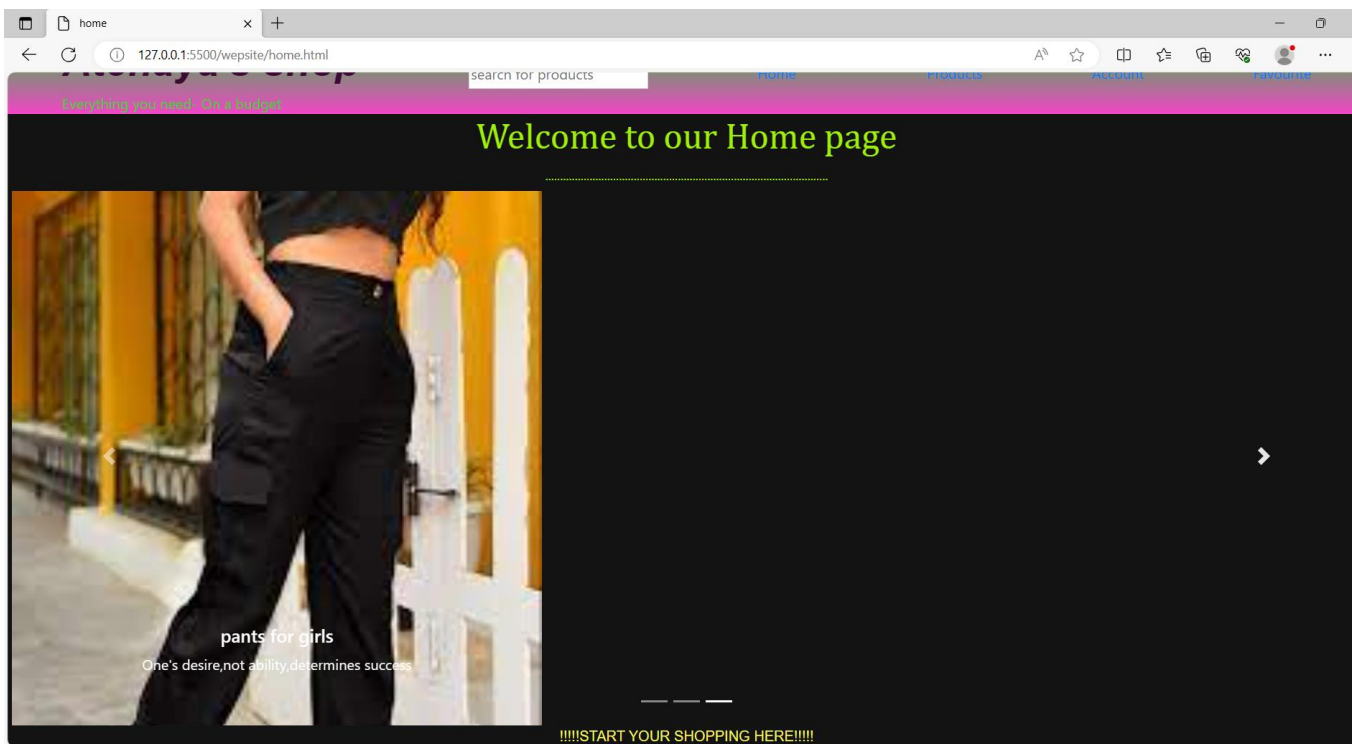 home
127.0.0.1:5500/wepsite/home.html
search for products
Home
Products
Account
Favourite
Everything you need- On a budget
Welcome to our Home page
pants for girls
One's desire,not ability,determines success
!!!!!START YOUR SHOPPING HERE!!!!!